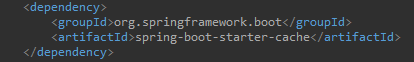 <dependency>
<groupId>org.springframework.boot</groupId>
<artifactId>spring-boot-starter-cache</artifactId>
</dependency>